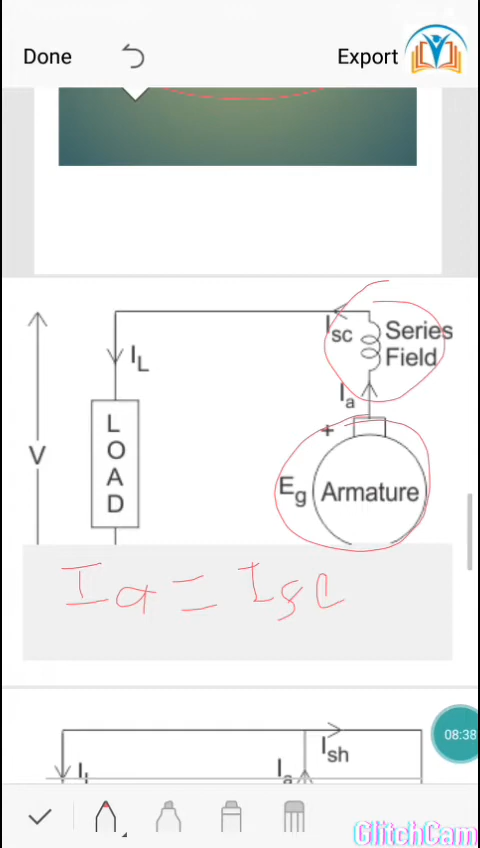 Done
Export
Isc
Series
Field
IL
Ia
+
L
O
A
D
V
Eg
Armature
Ia = Isc
08:38
Ish
IL
Ia
GlitchCam